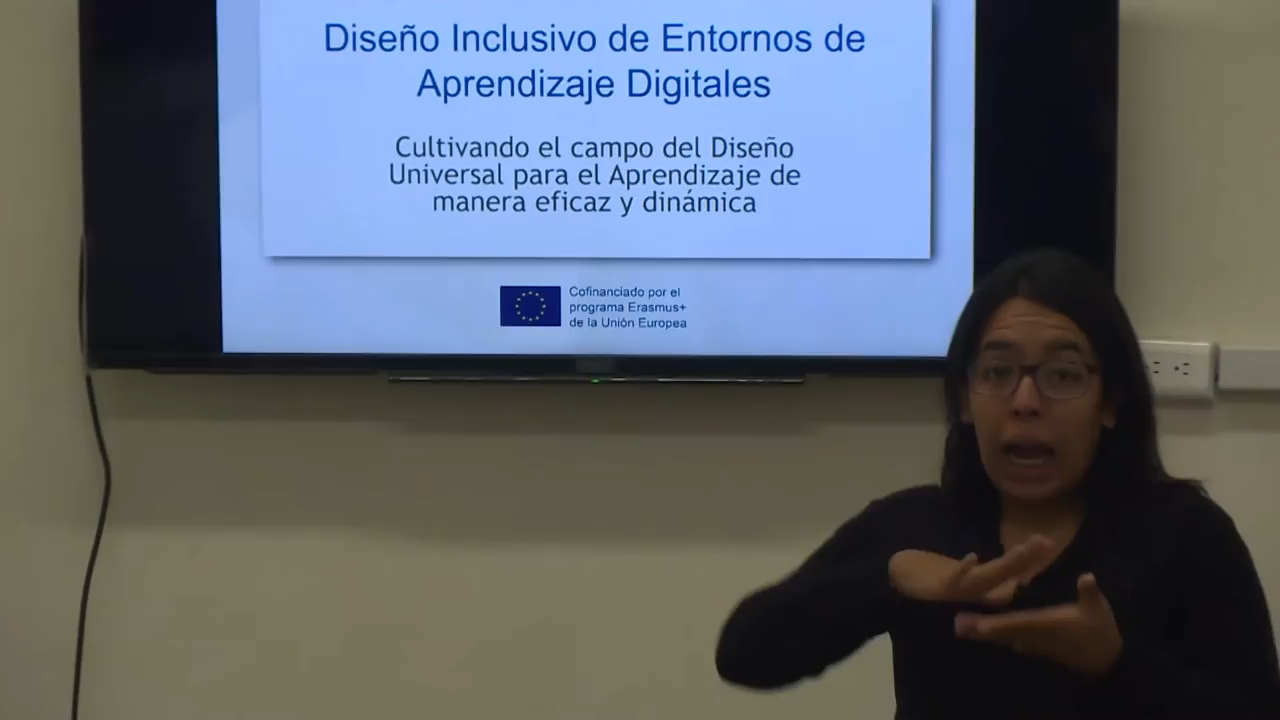 Diseño Inclusivo de Entornos de
Aprendizaje Digitales
Cultivando el campo del Diseño
Universal para el Aprendizaje de
manera eficaz y dinámica
Cofinanciado por el
programa Erasmus+
de la Unión Europea